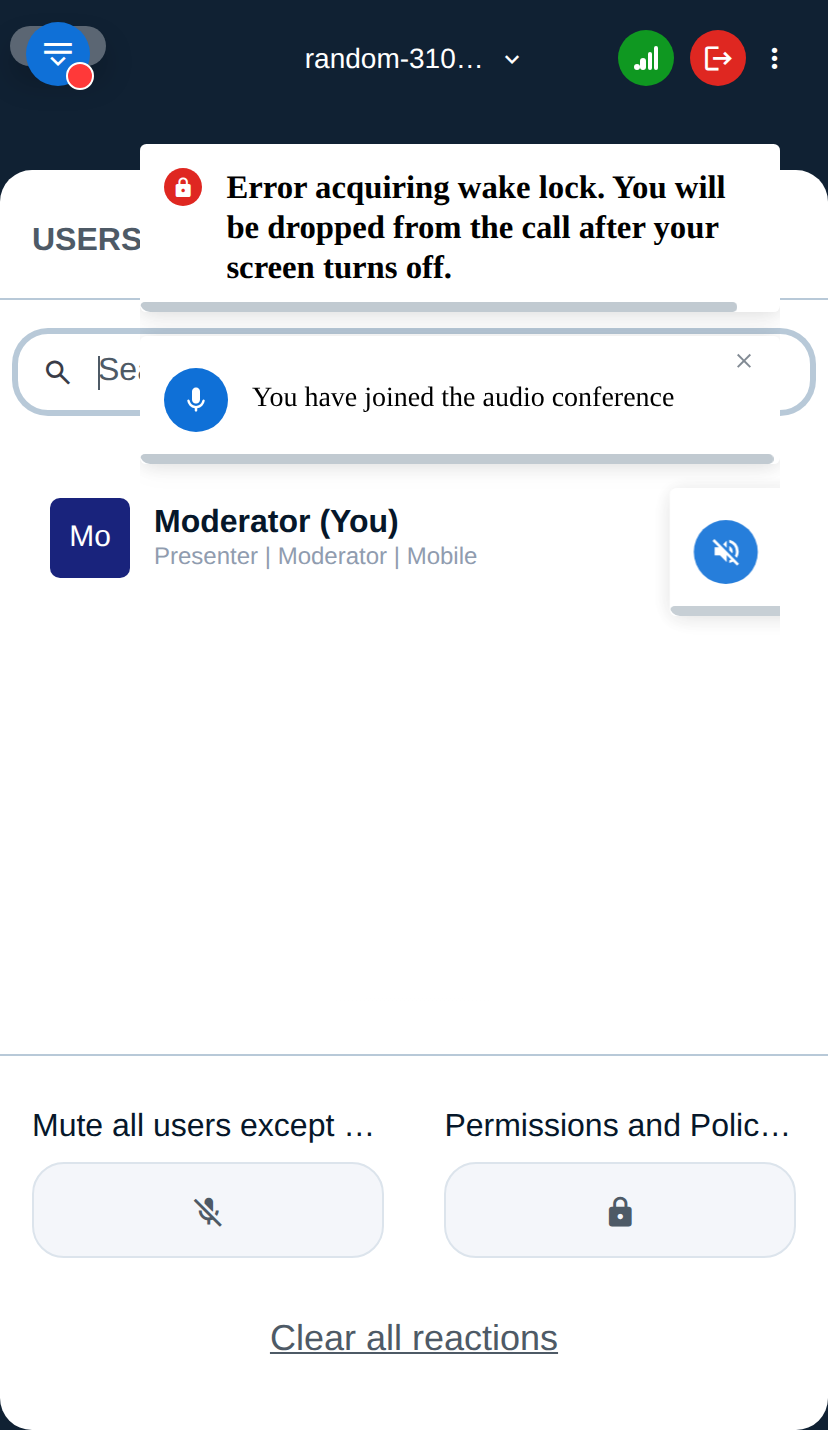 random-310…
Error acquiring wake lock. You will
be dropped from the call after your
screen turns off.
USERS
Sea
You have joined the audio conference
Mo
Moderator (You)
Presenter | Moderator | Mobile
Mute all users except …
Permissions and Polic…
Clear all reactions